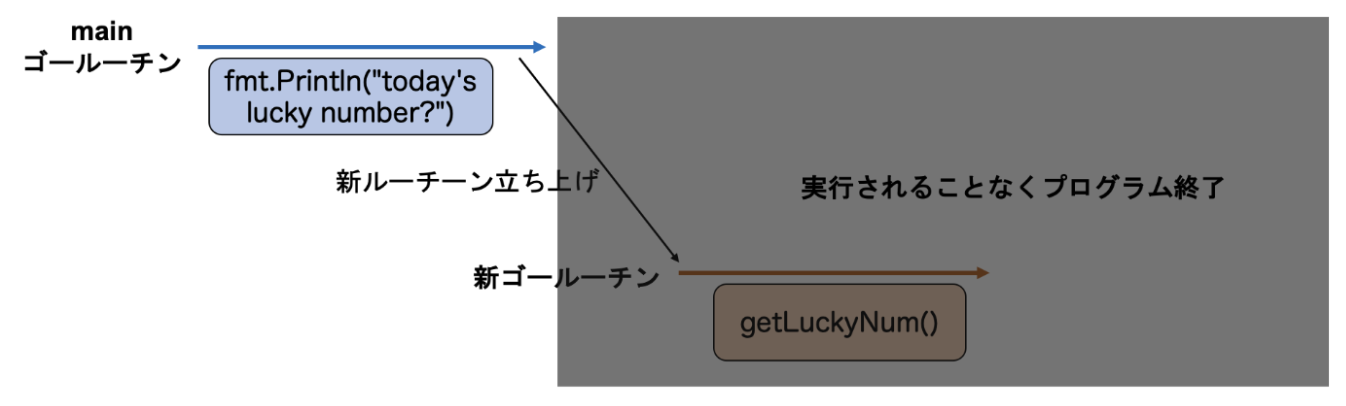 main
ゴールーチン
fmt.Println("today's
lucky number?")
新ルーチーン立ち上げ
実行されることなくプログラム終了
新ゴールーチン
getLuckyNum()